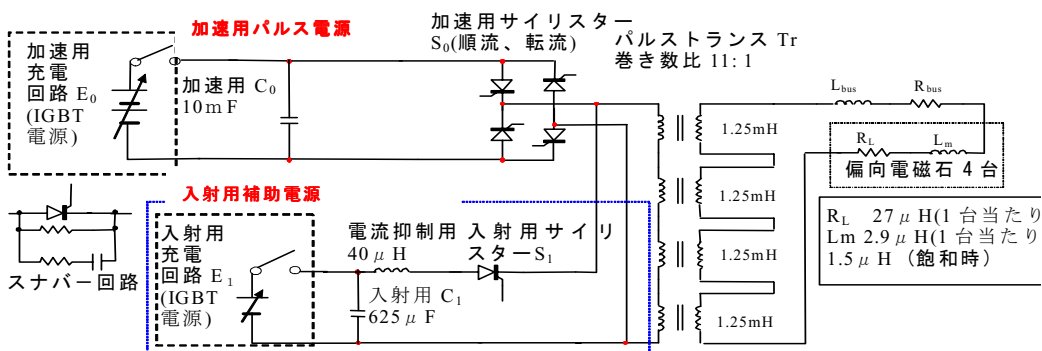 加速用パルス電源
加速用サイリスター
S0(順流、転流)
パルストランス Tr
巻き数比 11:1
加速用
充電
回路 E0
(IGBT
電源)
加速用 C0
10mF
Lbus
Rbus
1.25mH
1.25mH
1.25mH
1.25mH
RL
Lm
偏向電磁石 4 台
RL 27μH(1 台当たり
Lm 2.9μH(1 台当たり
1.5μH (飽和時)
入射用補助電源
入射用
充電
回路 E1
(IGBT
電源)
電流抑制用
40μH
入射用サイリ
スターS1
入射用 C1
625μF
スナバー回路